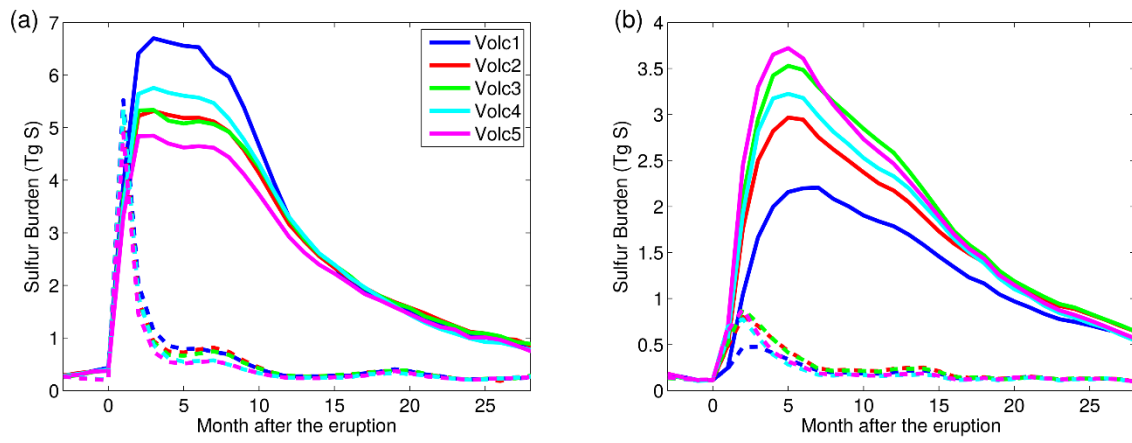 (a)
Sulfur Burden (Tg S)
7
6
5
4
3
2
1
0
0
5
10
15
20
25
Month after the eruption
Volc1
Volc2
Volc3
Volc4
Volc5
(b)
Sulfur Burden (Tg S)
4
3.5
3
2.5
2
1.5
1
0.5
0
0
5
10
15
20
25
Month after the eruption